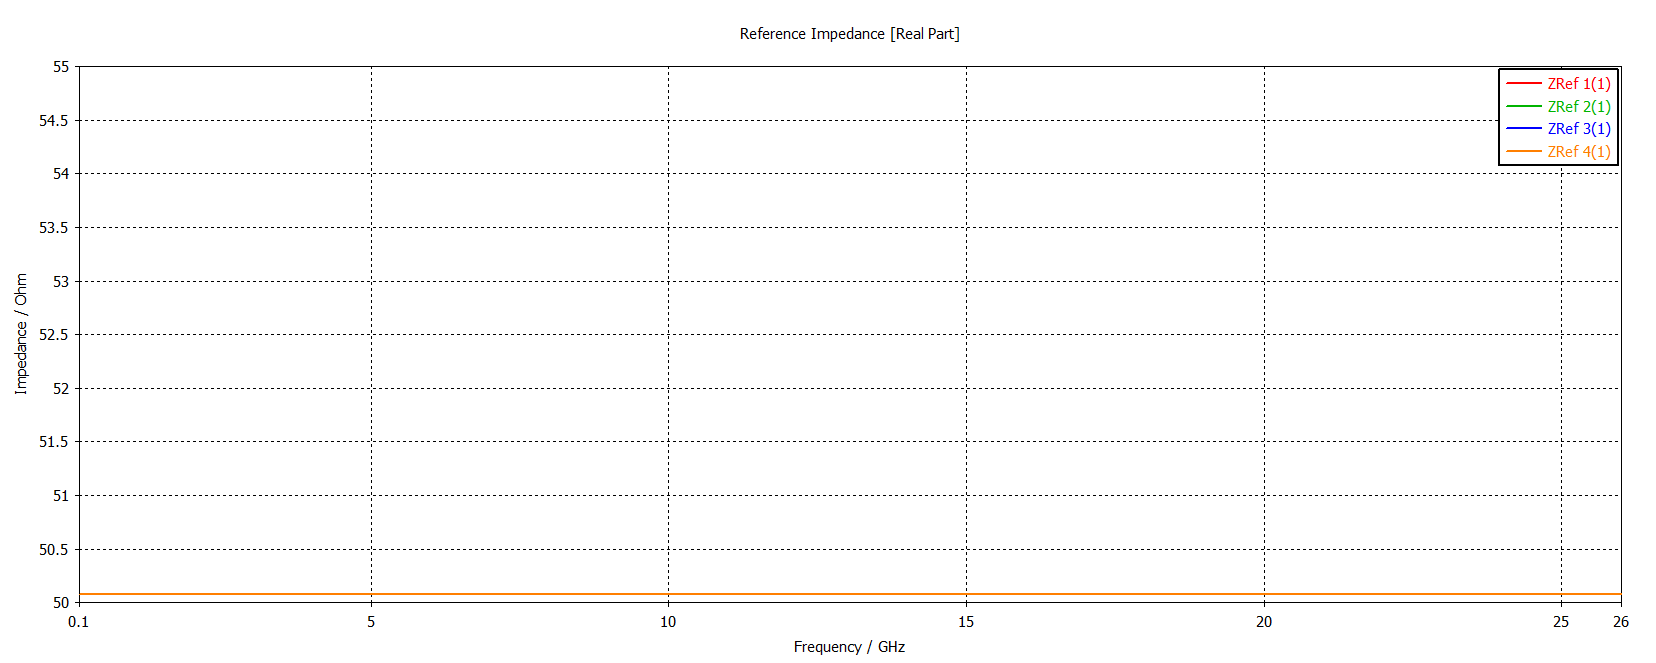 Reference Impedance [Real Part]
55
54.5
54
53.5
53
52.5
52
51.5
51
50.5
50
Impedance / Ohm
ZRef 1(1)
ZRef 2(1)
ZRef 3(1)
ZRef 4(1)
0.1 5 10 15 20 25 26
Frequency / GHz